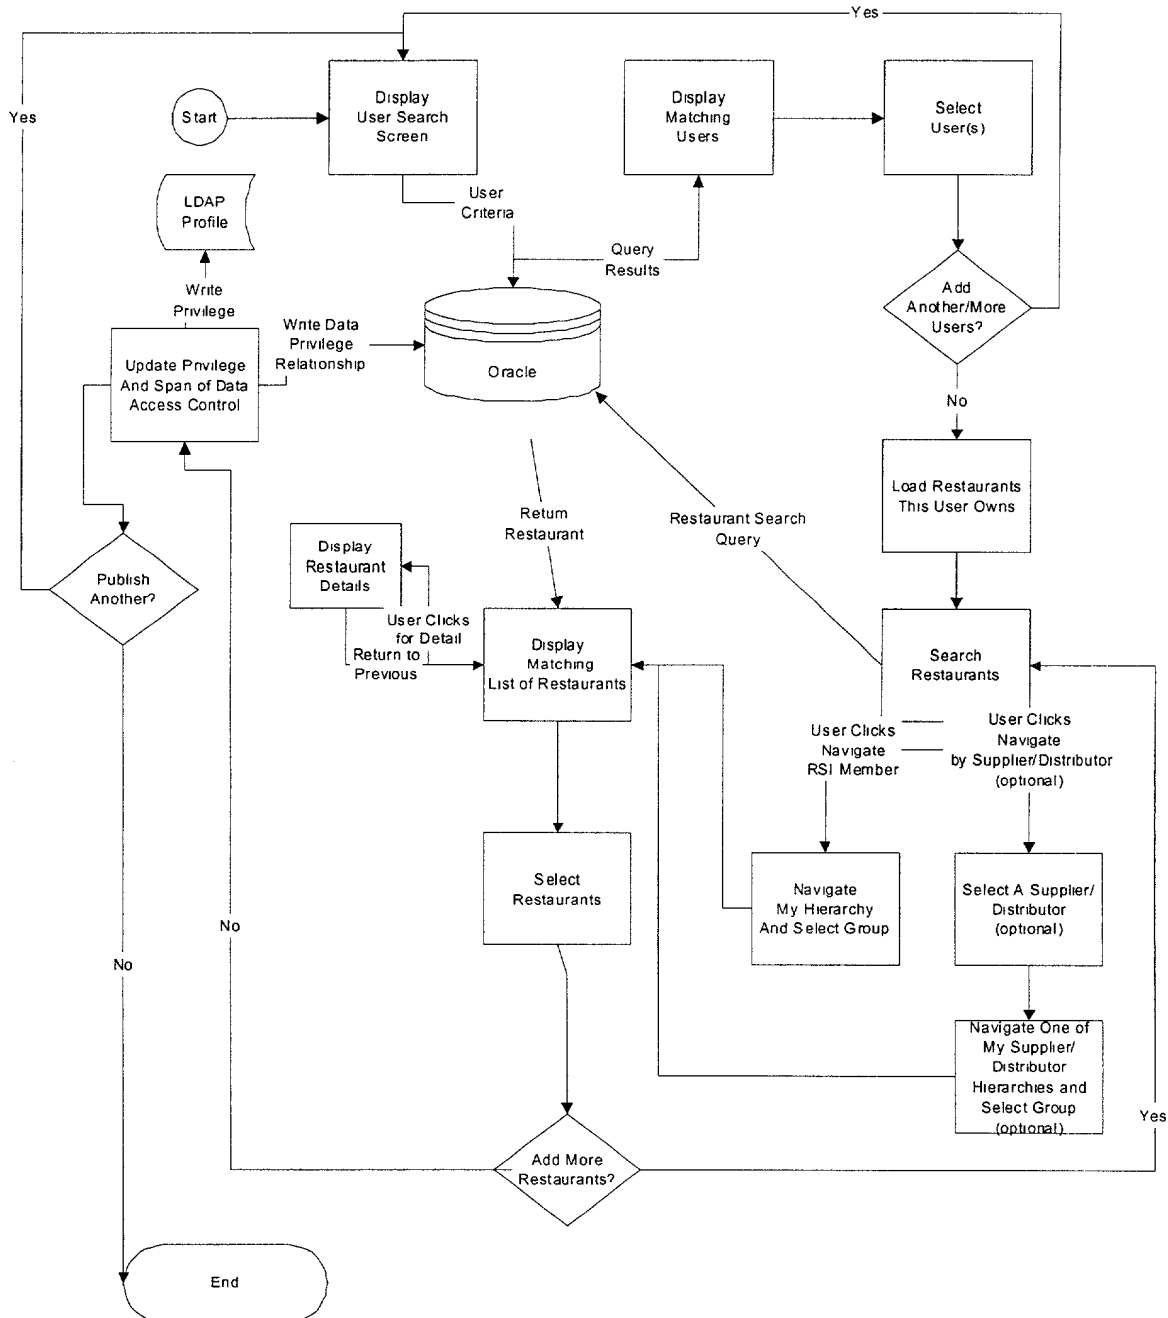 Yes
Yes
Start
Display
User Search
Screen
Display
Matching
Users
Select
User(s)
LDAP
Profile
User
Criteria
Query
Results
Write
Privilege
Add
Another/More
Users?
Write Data
Privilege
Relationship
Update Privilege
And Span of Data
Access Control
Oracle
No
Load Restaurants
This User Owns
Return
Restaurant
Restaurant Search
Query
Display
Restaurant
Details
Publish
Another?
User Clicks
for Detail
Return to
Previous
Display
Matching
List of Restaurants
Search
Restaurants
User Clicks
Navigate
RSI Member
User Clicks
Navigate
by Supplier/Distributor
(optional)
Select
Restaurants
Navigate
My Hierarchy
And Select Group
Select A Supplier/
Distributor
(optional)
No
No
Navigate One of
My Supplier/
Distributor
Hierarchies and
Select Group
(optional)
Yes
Add More
Restaurants?
End